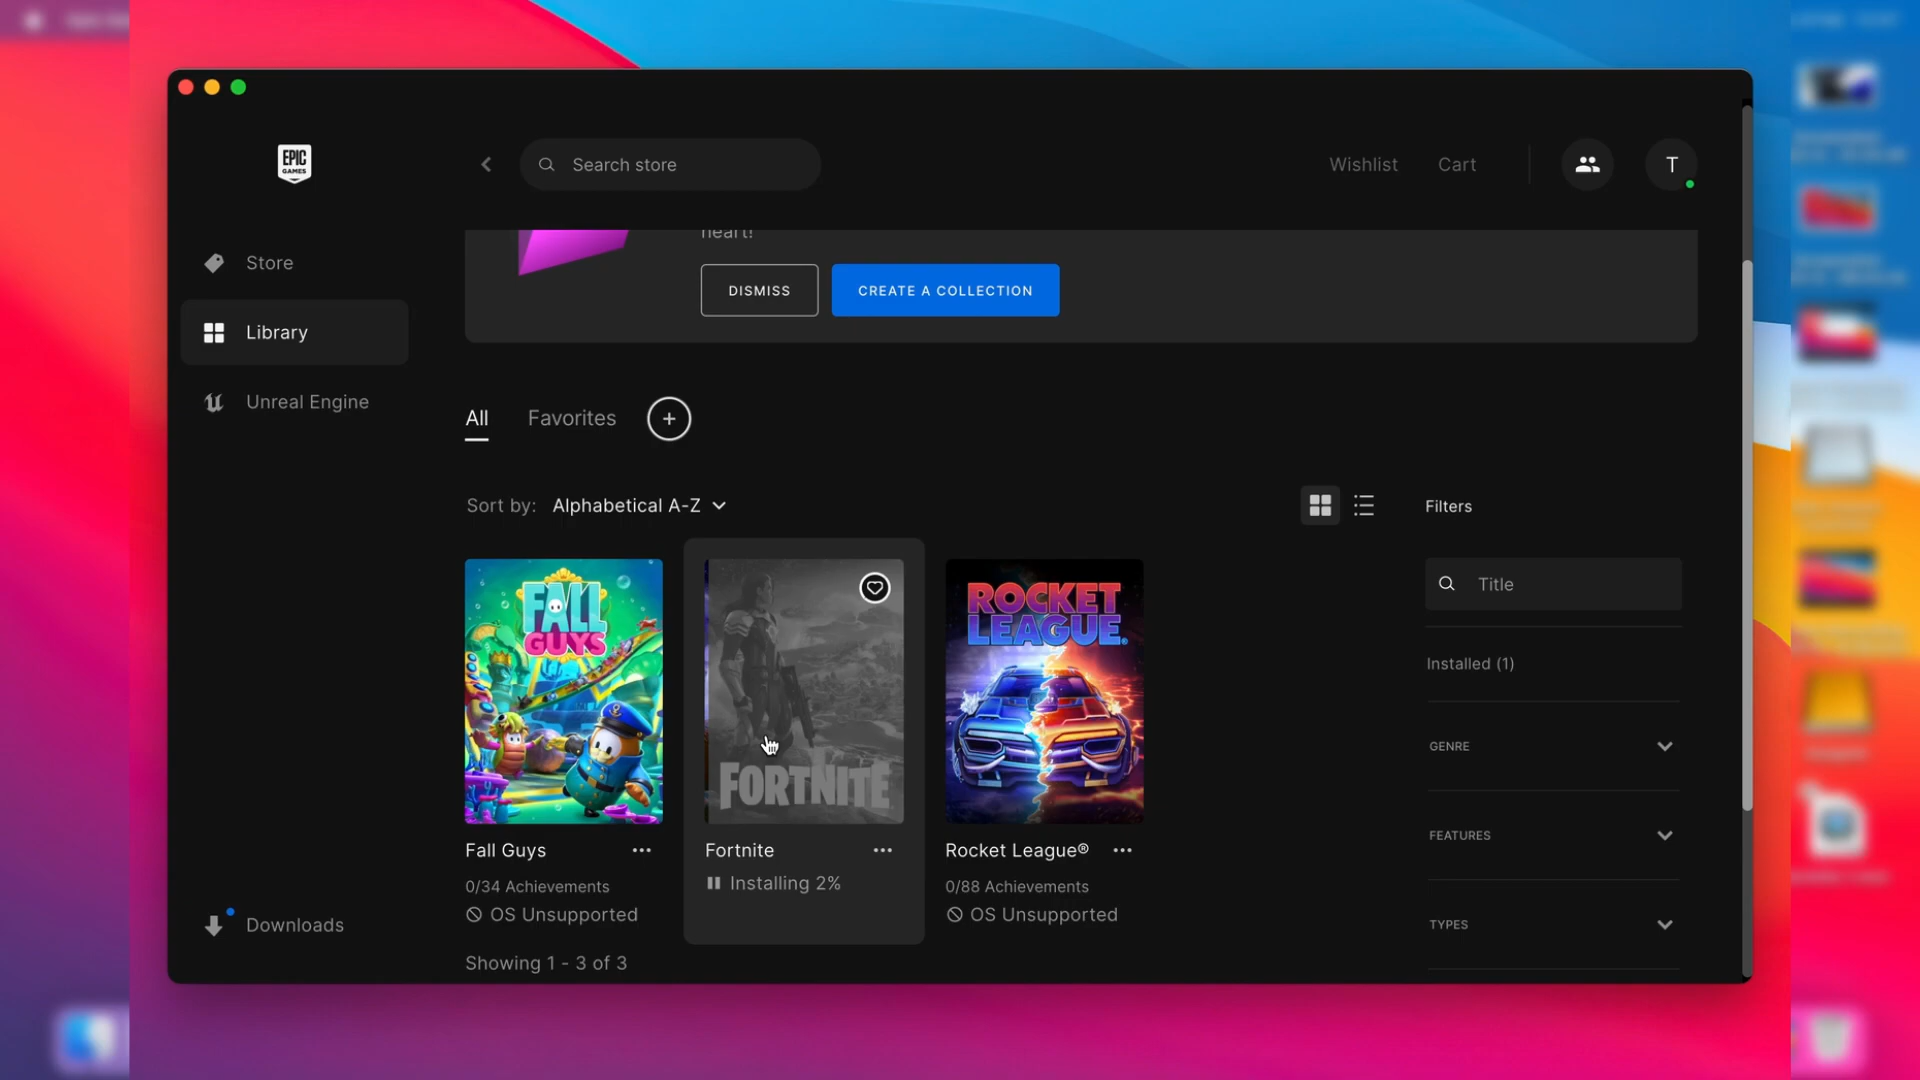 EPIC
GAMES
Search store
Wishlist
Cart
T
Store
Library
Unreal Engine
heart!
DISMISS
CREATE A COLLECTION
All
Favorites
Sort by: Alphabetical A-Z
Filters
Title
Installed (1)
GENRE
FEATURES
TYPES
FALL
GUYS
Fall Guys
0/34 Achievements
OS Unsupported
FORTNITE
Fortnite
Installing 2%
ROCKET
LEAGUE®
Rocket League®
0/88 Achievements
OS Unsupported
Showing 1 - 3 of 3
Downloads